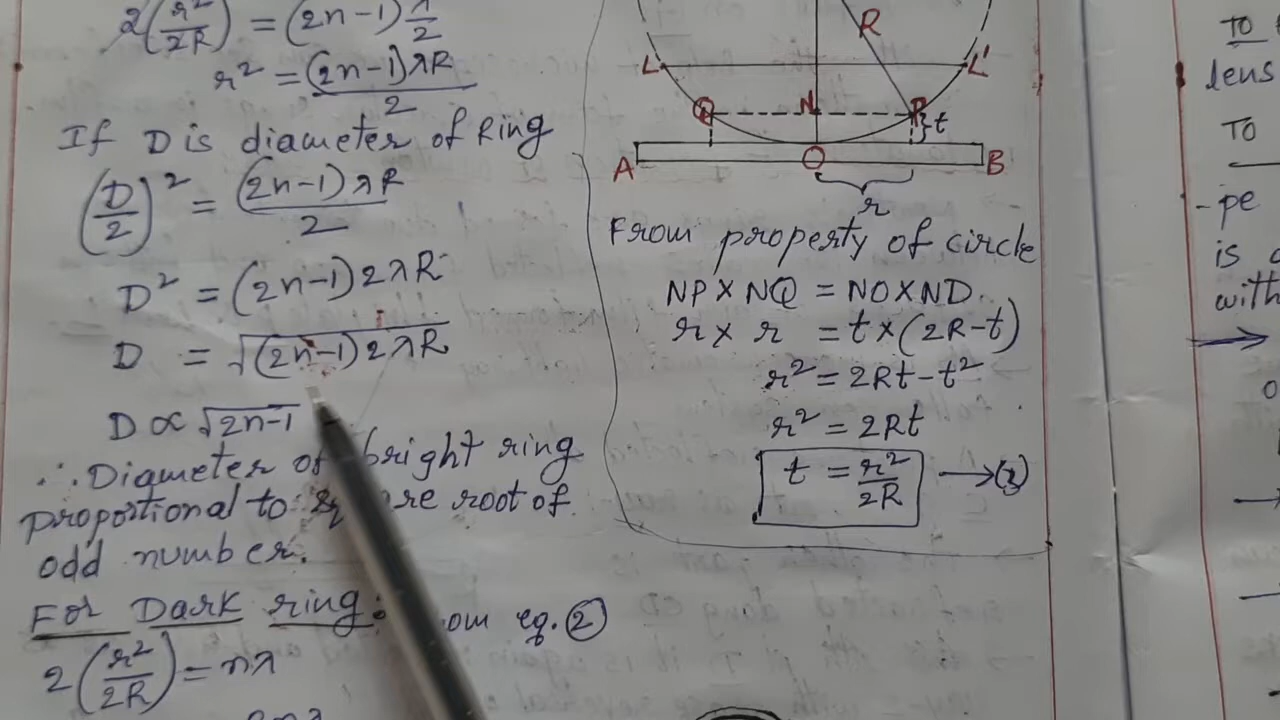 2(r²/2R) = (2n-1)λ/2
r² = (2n-1)λR/2
If D is diameter of Ring
(D/2)² = (2n-1)λR/2
D² = (2n-1)2λR
D = √(2n-1)2λR
D ∝ √2n-1
∴ Diameter of bright ring
proportional to square root of
odd number.
For Dark ring: from eq. ②
2(r²/2R) = nλ
R
L L'
Q N P }t
A O B
r
From property of circle
NP × NQ = NO × ND.
r × r = t × (2R-t)
r² = 2Rt - t²
r² = 2Rt
t = r²/2R →(3)
To
lens
To
-pe
is
with